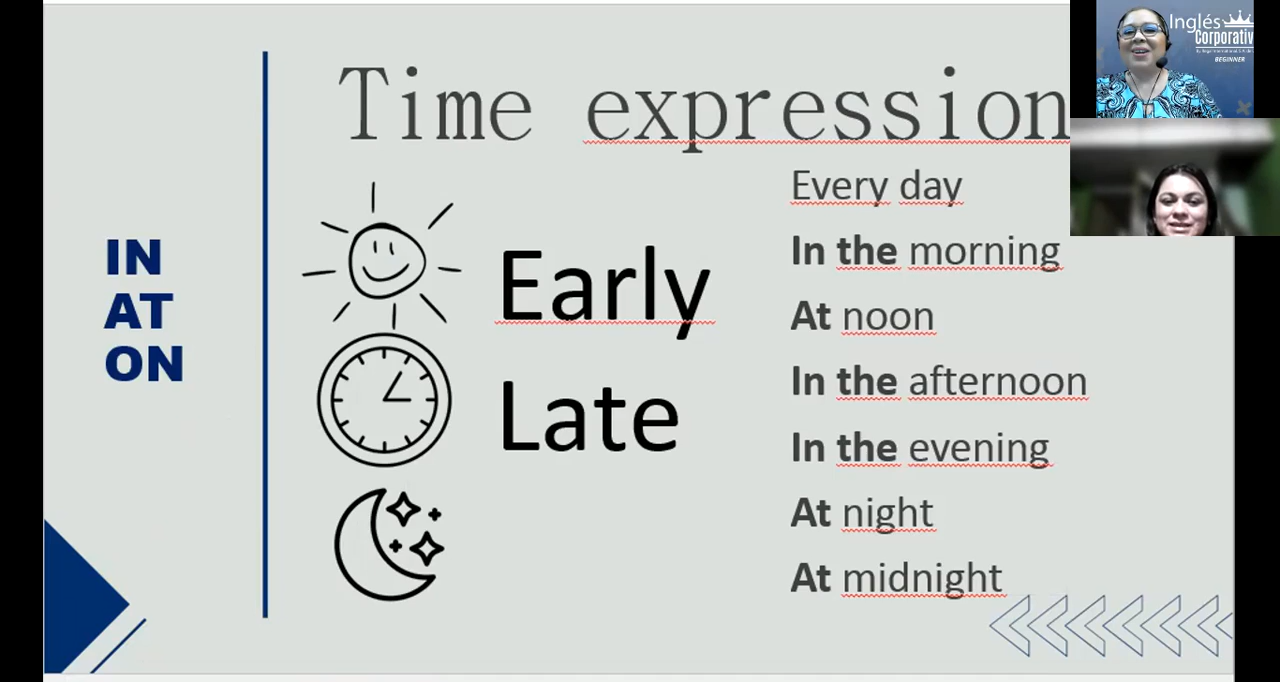 Time expression
IN
AT
ON
Early
Late
Every day
In the morning
At noon
In the afternoon
In the evening
At night
At midnight
Inglés
Corporativ
BEGINNER